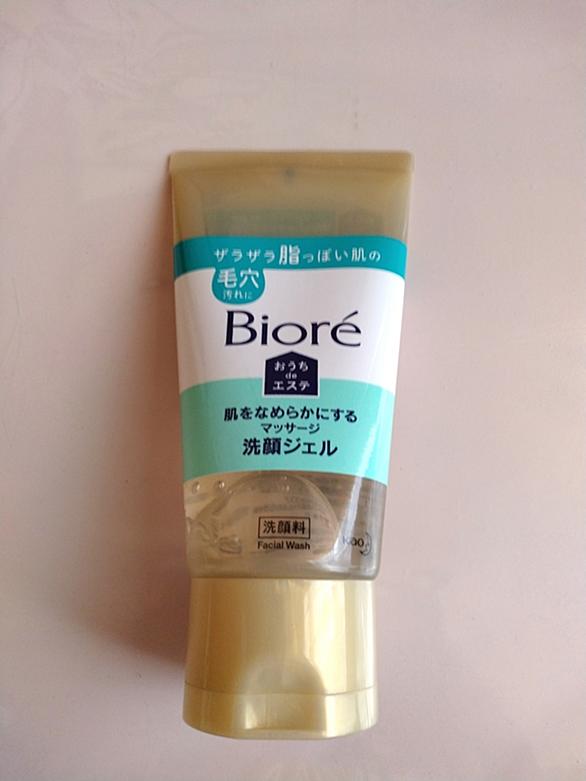 ザラザラ脂っぽい肌の
毛穴
汚れに
Bioré
おうち
de
エステ
肌をなめらかにする
マッサージ
洗顔ジェル
洗顔料
Facial Wash
Kao